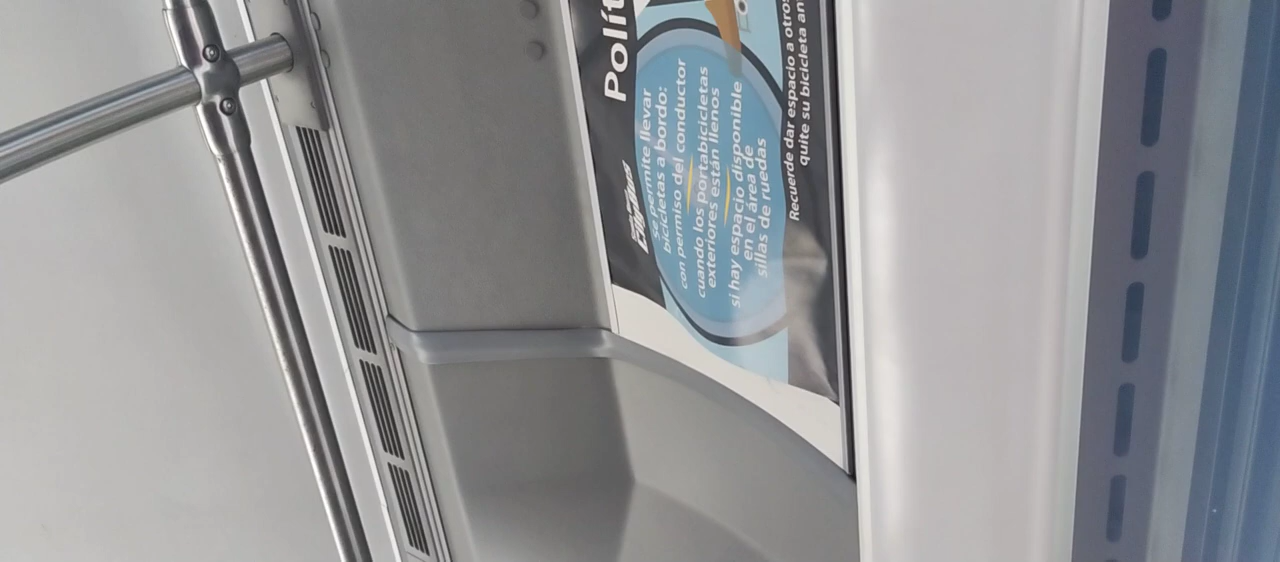 Polít
Se permite llevar
bicicletas a bordo:
con permiso del conductor
cuando los portabicicletas
exteriores están llenos
si hay espacio disponible
en el área de
sillas de ruedas
Recuerde dar espacio a otros
quite su bicicleta an